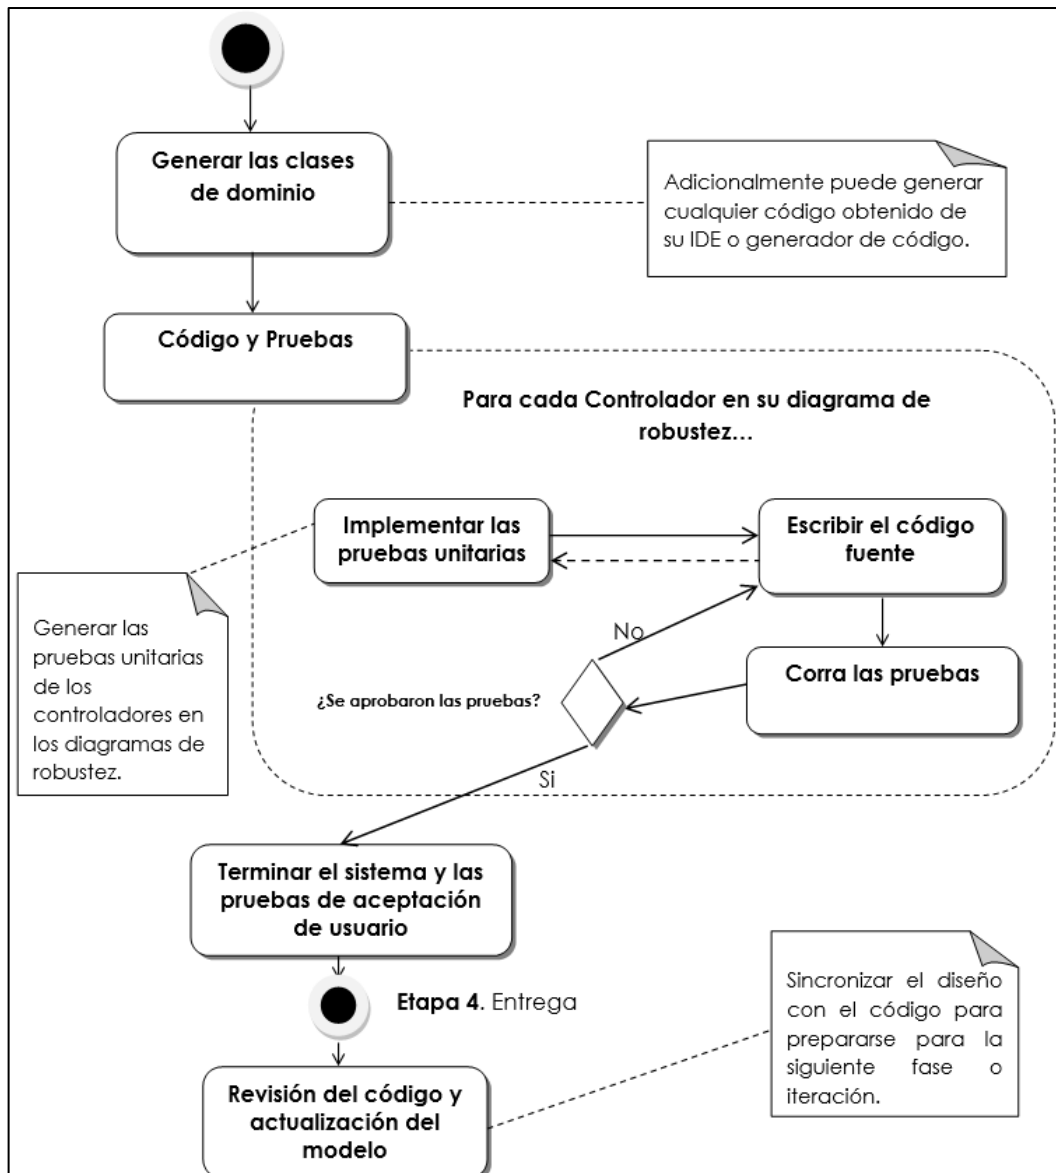 Generar las clases
de dominio
Adicionalmente puede generar
cualquier código obtenido de
su IDE o generador de código.
Código y Pruebas
Para cada Controlador en su diagrama de
robustez...
Implementar las
pruebas unitarias
Escribir el código
fuente
Generar las
pruebas unitarias
de los
controladores en
los diagramas de
robustez.
No
Corra las pruebas
¿Se aprobaron las pruebas?
Si
Terminar el sistema y las
pruebas de aceptación
de usuario
Etapa 4. Entrega
Sincronizar el diseño
con el código para
prepararse para la
siguiente fase o
iteración.
Revisión del código y
actualización del
modelo